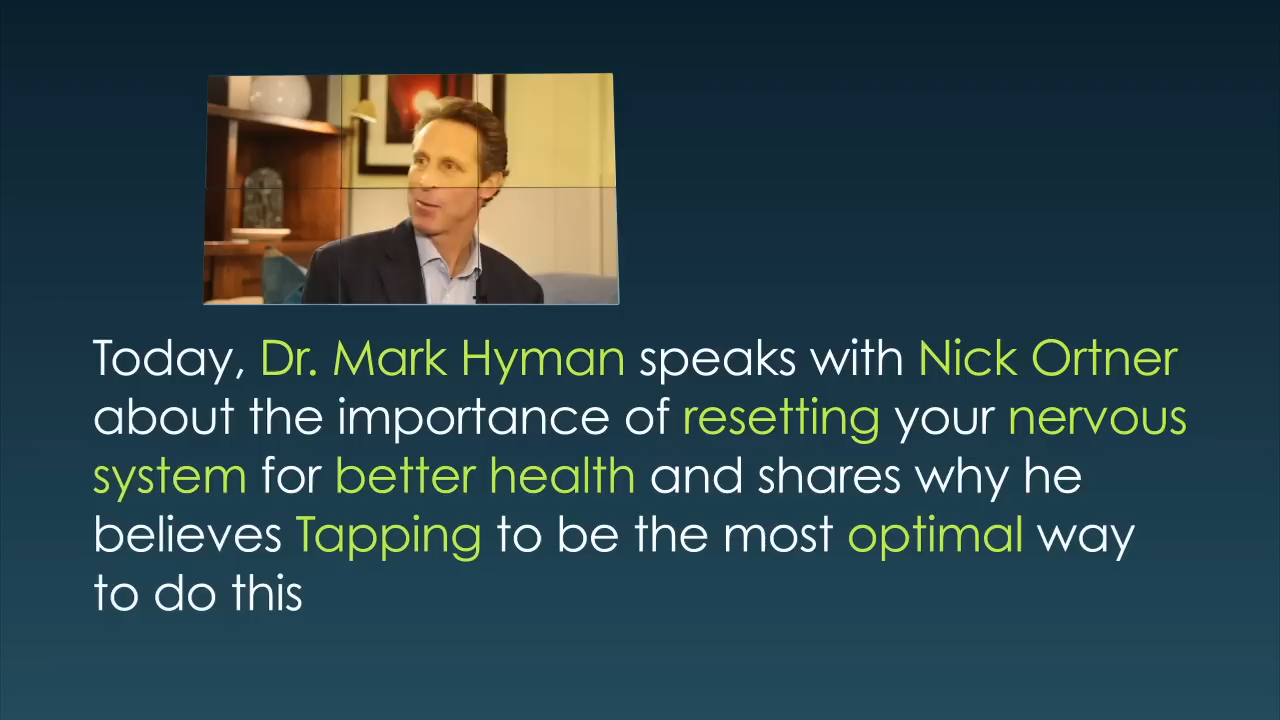 Today, Dr. Mark Hyman speaks with Nick Ortner
about the importance of resetting your nervous
system for better health and shares why he
believes Tapping to be the most optimal way
to do this